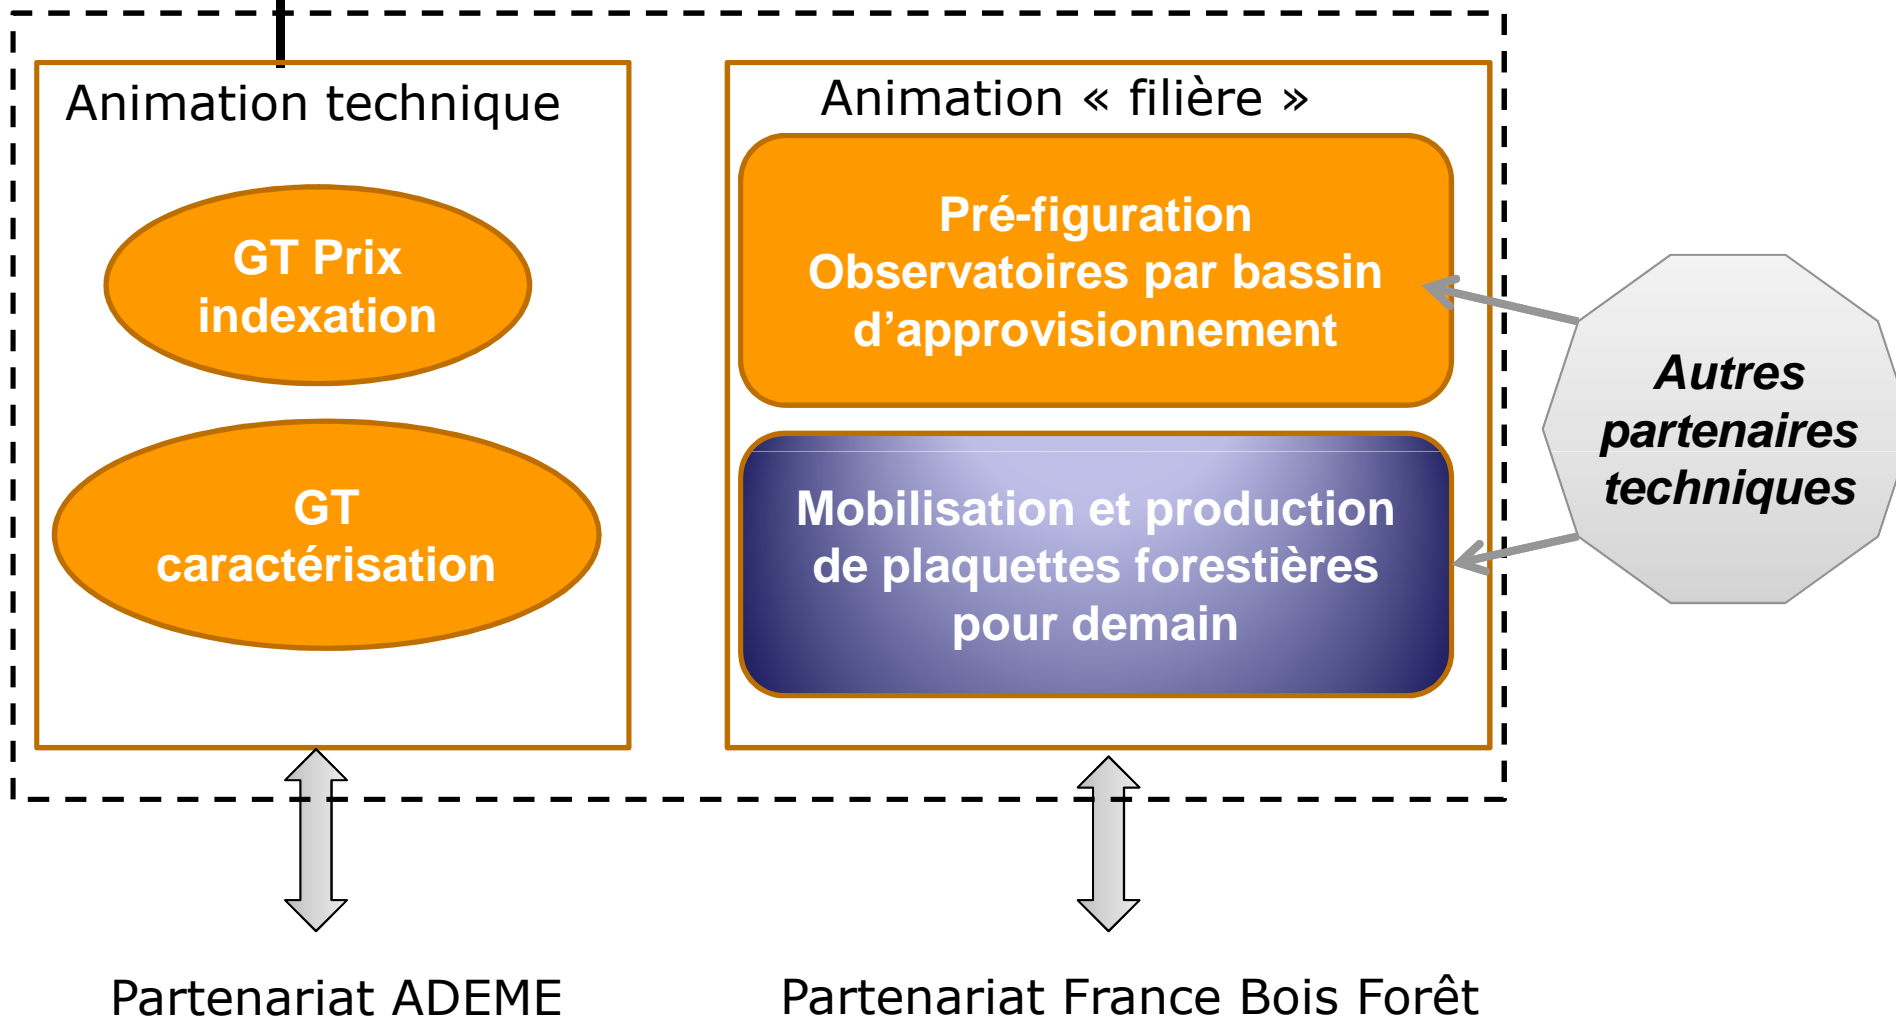 Animation technique
GT Prix
indexation
GT
caractérisation
Animation « filière »
Pré-figuration
Observatoires par bassin
d’approvisionnement
Mobilisation et production
de plaquettes forestières
pour demain
Autres
partenaires
techniques
Partenariat ADEME
Partenariat France Bois Forêt